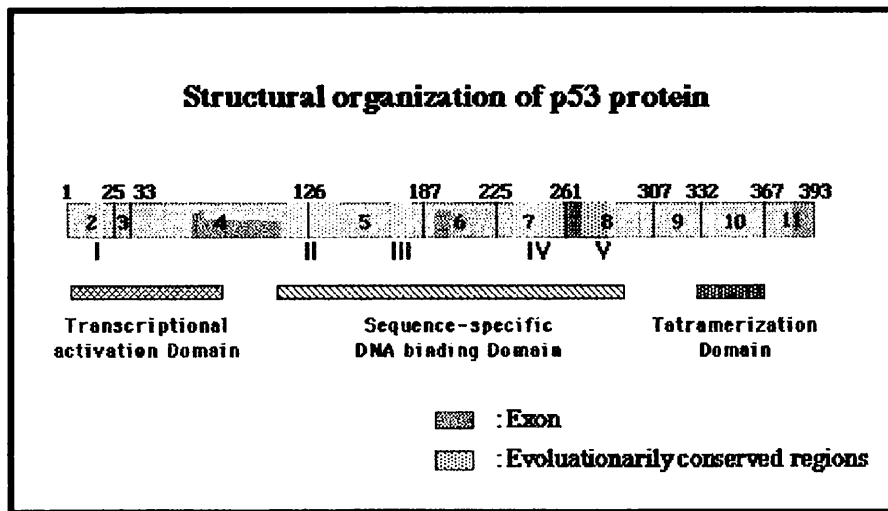 Structural organization of p53 protein
1 25 33 126 187 225 261 307 332 367 393
2 3 4 5 6 7 8 9 10 11
I II III IV V
Transcriptional activation Domain
Sequence-specific DNA binding Domain
Tatramerization Domain
: Exon
: Evoluationarily conserved regions